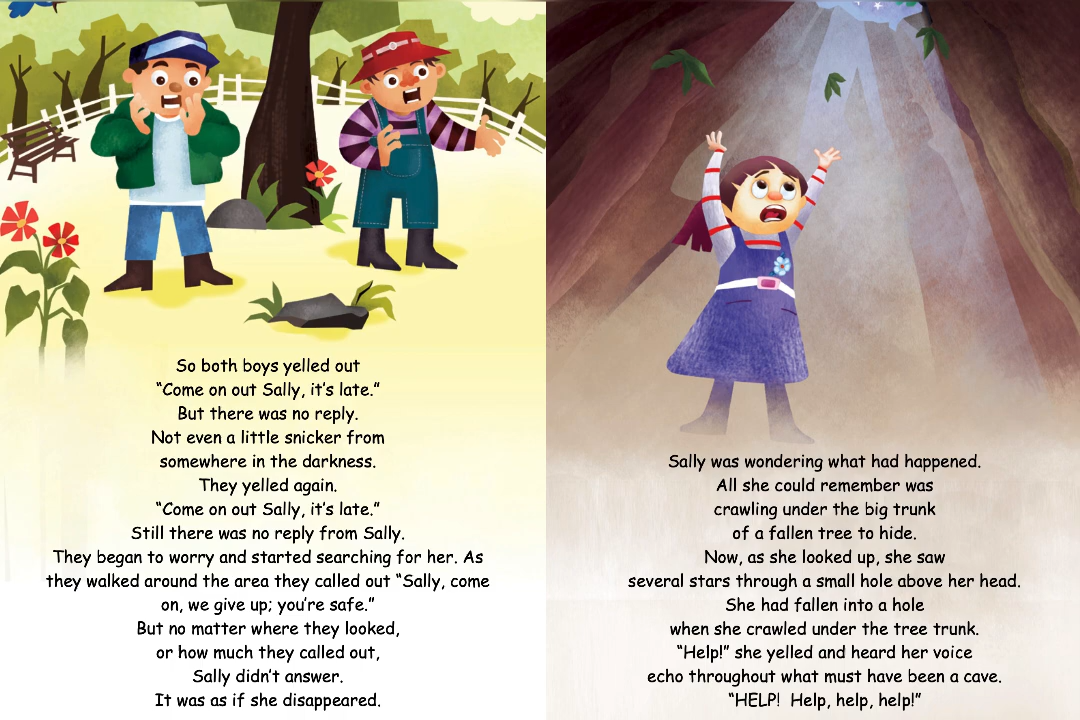 So both boys yelled out
“Come on out Sally, it’s late.”
But there was no reply.
Not even a little snicker from
somewhere in the darkness.
They yelled again.
“Come on out Sally, it’s late.”
Still there was no reply from Sally.
They began to worry and started searching for her. As
they walked around the area they called out “Sally, come
on, we give up; you’re safe.”
But no matter where they looked,
or how much they called out,
Sally didn’t answer.
It was as if she disappeared.
Sally was wondering what had happened.
All she could remember was
crawling under the big trunk
of a fallen tree to hide.
Now, as she looked up, she saw
several stars through a small hole above her head.
She had fallen into a hole
when she crawled under the tree trunk.
“Help!” she yelled and heard her voice
echo throughout what must have been a cave.
“HELP!  Help, help, help!”